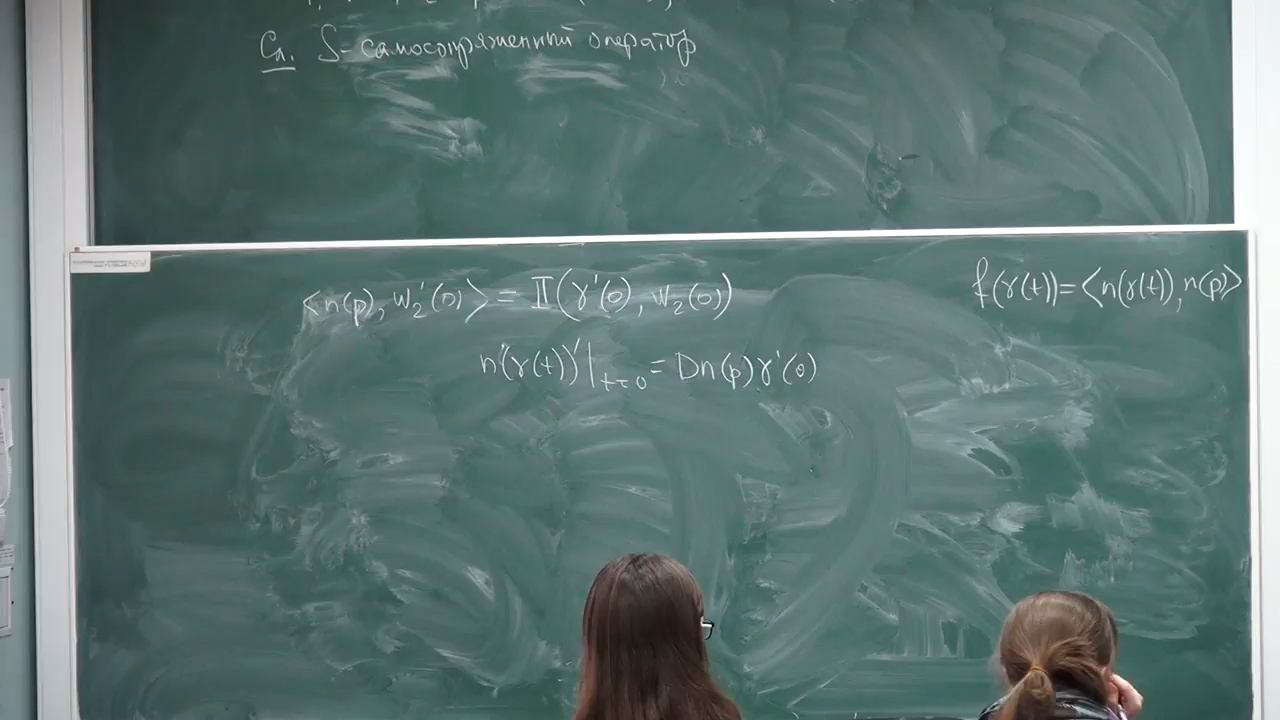 Сл. S - самосопряженный оператор
<n(p), w₂'(0)> = II(γ'(0), w₂(0))
f(γ(t)) = <n(γ(t)), n(p)>
n(γ(t))'|ₜ₌₀ = Dn(p)γ'(0)